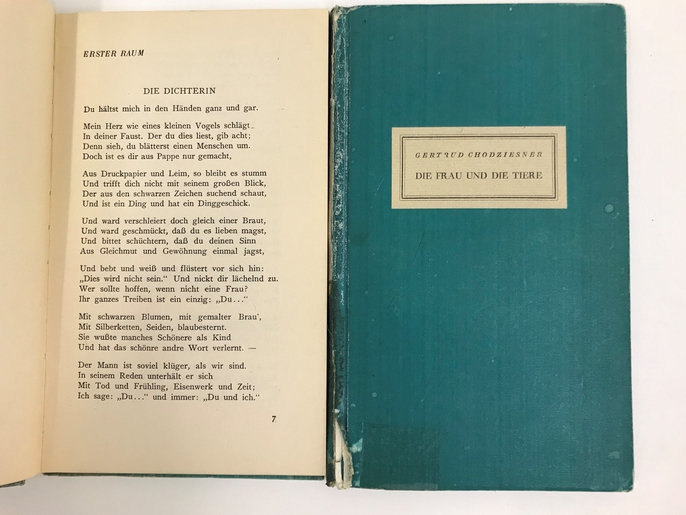 ERSTER RAUM
DIE DICHTERIN
Du hältst mich in den Händen ganz und gar.
Mein Herz wie eines kleinen Vogels schlägt
In deiner Faust. Der du dies liest, gib acht;
Denn sieh, du blätterst einen Menschen um.
Doch ist es dir aus Pappe nur gemacht,
Aus Druckpapier und Leim, so bleibt es stumm
Und trifft dich nicht mit seinem großen Blick,
Der aus den schwarzen Zeichen suchend schaut,
Und ist ein Ding und hat ein Dinggeschick.
Und ward verschleiert doch gleich einer Braut,
Und ward geschmückt, daß du es lieben magst,
Und bittet schüchtern, daß du deinen Sinn
Aus Gleichmut und Gewöhnung einmal jagst,
Und bebt und weiß und flüstert vor sich hin:
„Dies wird nicht sein.“ Und nickt dir lächelnd zu.
Wer sollte hoffen, wenn nicht eine Frau?
Ihr ganzes Treiben ist ein einzig: „Du...“
Mit schwarzen Blumen, mit gemalter Brau',
Mit Silberketten, Seiden, blaubesternt.
Sie wußte manches Schönere als Kind
Und hat das schönre andre Wort verlernt. —
Der Mann ist soviel klüger, als wir sind.
In seinem Reden unterhält er sich
Mit Tod und Frühling, Eisenwerk und Zeit;
Ich sage: „Du...“ und immer: „Du und ich.“
7
GERTRUD CHODZIESNER
DIE FRAU UND DIE TIERE